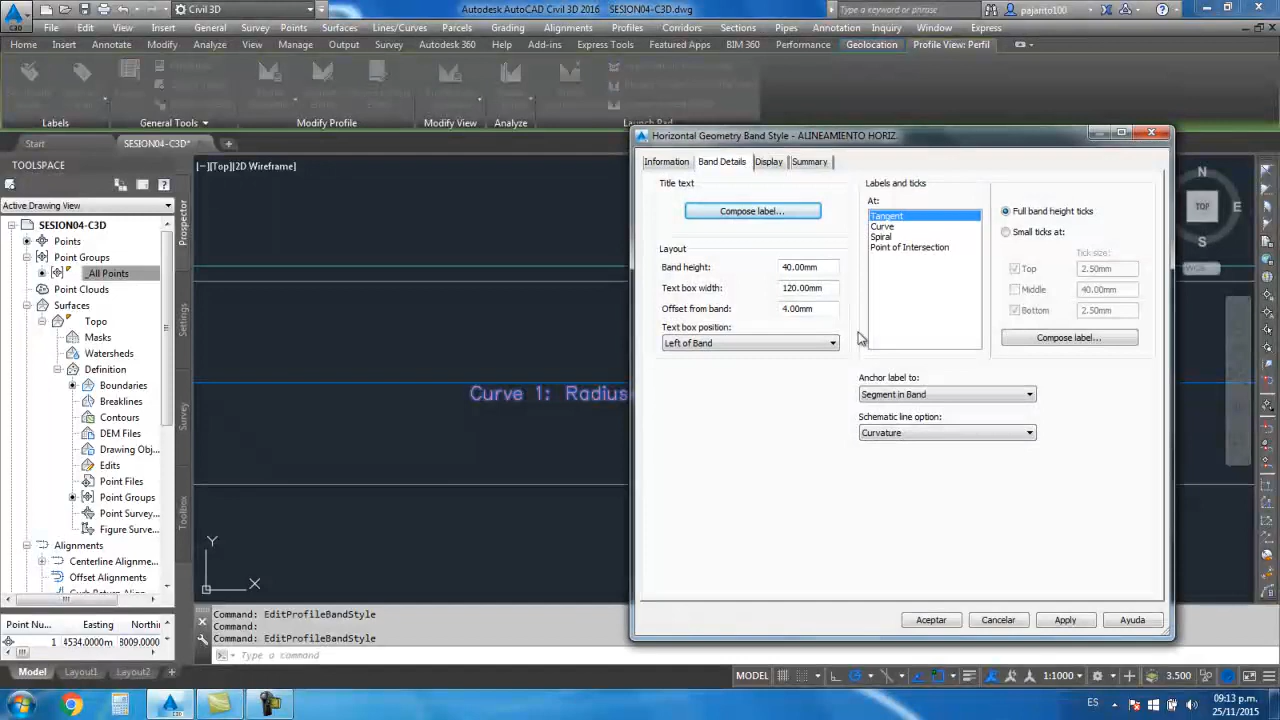 Civil 3D
Autodesk AutoCAD Civil 3D 2016 SESION04-C3D.dwg
Type a keyword or phrase
pajarito100
C3D
File Edit View Insert General Survey Points Surfaces Lines/Curves Parcels Grading Alignments Profiles Corridors Sections Pipes Annotation Inquiry Window Express
Home Insert Annotate Modify Analyze View Manage Output Survey Autodesk 360 Help Add-ins Express Tools Featured Apps BIM 360 Performance Geolocation Profile View: Perfil
Labels General Tools Modify Profile Modify View Analyze Launch Pad
Start SESION04-C3D*
TOOLSPACE
Active Drawing View
SESION04-C3D
Points
Point Groups
_All Points
Point Clouds
Surfaces
Topo
Masks
Watersheds
Definition
Boundaries
Breaklines
Contours
DEM Files
Drawing Obj...
Edits
Point Files
Point Groups
Point Survey...
Figure Surve...
Alignments
Centerline Alignme...
Offset Alignments
Prospector
Settings
Survey
Toolbox
Point Nu... Easting Northi
1 4534.0000m 8009.0000m
[−][Top][2D Wireframe]
Curve 1: Radius
Y
X
N
TOP
E
S
Horizontal Geometry Band Style - ALINEAMIENTO HORIZ
Information Band Details Display Summary
Title text
Compose label...
Layout
Band height: 40.00mm
Text box width: 120.00mm
Offset from band: 4.00mm
Text box position:
Left of Band
Labels and ticks
At:
Tangent
Curve
Spiral
Point of Intersection
Full band height ticks
Small ticks at:
Tick size:
Top 2.50mm
Middle 40.00mm
Bottom 2.50mm
Compose label...
Anchor label to:
Segment in Band
Schematic line option:
Curvature
Aceptar Cancelar Apply Ayuda
Command: EditProfileBandStyle
Command:
Command: EditProfileBandStyle
Type a command
Model Layout1 Layout2
MODEL
1:1000
3.500
ES
09:13 p.m.
25/11/2015